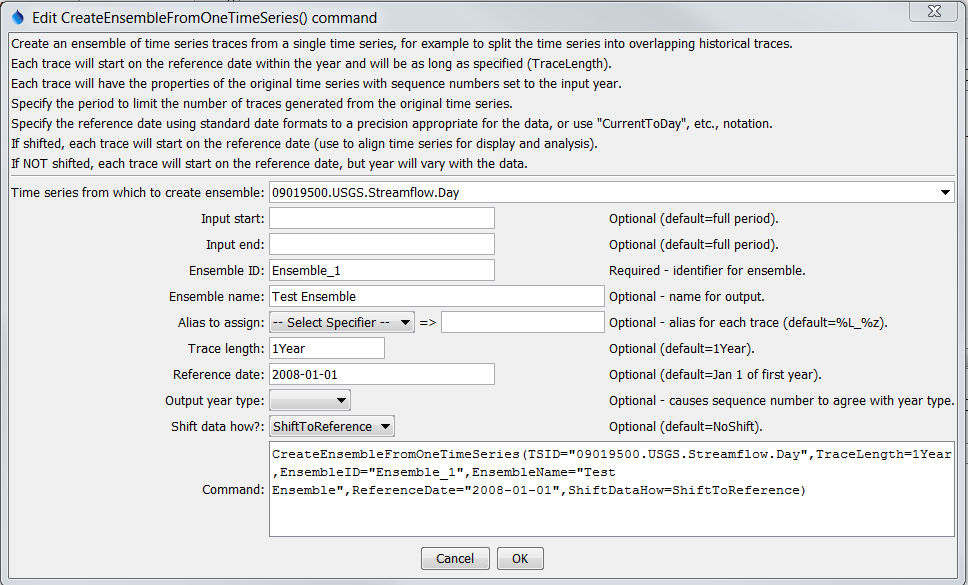 Edit CreateEnsembleFromOneTimeSeries() command
Create an ensemble of time series traces from a single time series, for example to split the time series into overlapping historical traces.
Each trace will start on the reference date within the year and will be as long as specified (TraceLength).
Each trace will have the properties of the original time series with sequence numbers set to the input year.
Specify the period to limit the number of traces generated from the original time series.
Specify the reference date using standard date formats to a precision appropriate for the data, or use "CurrentToDay", etc., notation.
If shifted, each trace will start on the reference date (use to align time series for display and analysis).
If NOT shifted, each trace will start on the reference date, but year will vary with the data.
Time series from which to create ensemble: 09019500.USGS.Streamflow.Day
Input start: Optional (default=full period).
Input end: Optional (default=full period).
Ensemble ID: Ensemble_1 Required - identifier for ensemble.
Ensemble name: Test Ensemble Optional - name for output.
Alias to assign: -- Select Specifier -- => Optional - alias for each trace (default=%L_%z).
Trace length: 1Year Optional (default=1Year).
Reference date: 2008-01-01 Optional (default=Jan 1 of first year).
Output year type: Optional - causes sequence number to agree with year type.
Shift data how?: ShiftToReference Optional (default=NoShift).
Command: CreateEnsembleFromOneTimeSeries(TSID="09019500.USGS.Streamflow.Day",TraceLength=1Year
,EnsembleID="Ensemble_1",EnsembleName="Test
Ensemble",ReferenceDate="2008-01-01",ShiftDataHow=ShiftToReference)
Cancel OK